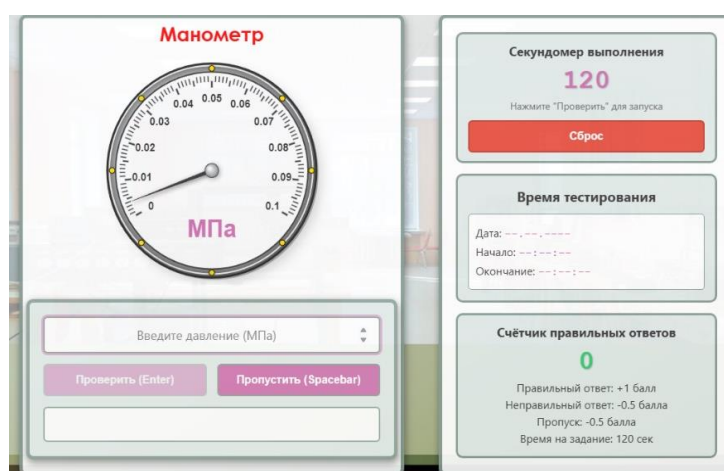 Манометр
0
0.01
0.02
0.03
0.04
0.05
0.06
0.07
0.08
0.09
0.1
МПа
Введите давление (МПа)
Проверить (Enter)
Пропустить (Spacebar)
Секундомер выполнения
120
Нажмите "Проверить" для запуска
Сброс
Время тестирования
Дата: --.--.----
Начало: --:--:--
Окончание: --:--:--
Счётчик правильных ответов
0
Правильный ответ: +1 балл
Неправильный ответ: -0.5 балла
Пропуск: -0.5 балла
Время на задание: 120 сек